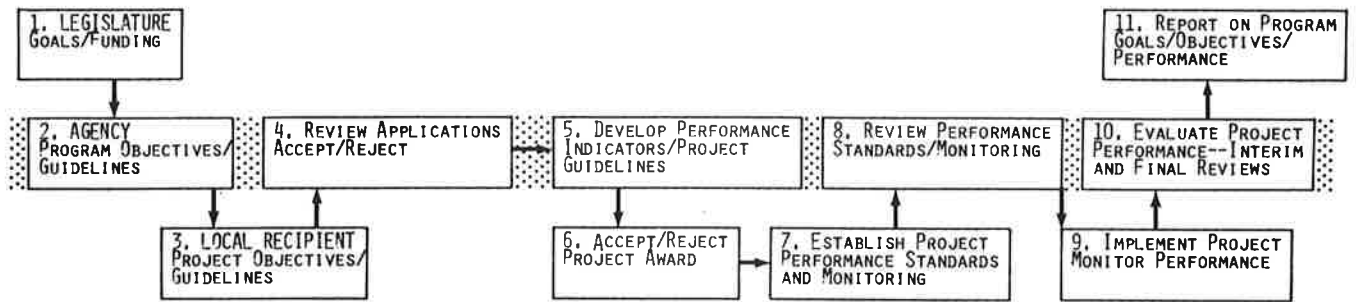 1. LEGISLATURE
GOALS/FUNDING
2. AGENCY
PROGRAM OBJECTIVES/
GUIDELINES
3. LOCAL RECIPIENT
PROJECT OBJECTIVES/
GUIDELINES
4. REVIEW APPLICATIONS
ACCEPT/REJECT
5. DEVELOP PERFORMANCE
INDICATORS/PROJECT
GUIDELINES
6. ACCEPT/REJECT
PROJECT AWARD
7. ESTABLISH PROJECT
PERFORMANCE STANDARDS
AND MONITORING
8. REVIEW PERFORMANCE
STANDARDS/MONITORING
9. IMPLEMENT PROJECT
MONITOR PERFORMANCE
10. EVALUATE PROJECT
PERFORMANCE--INTERIM
AND FINAL REVIEWS
11. REPORT ON PROGRAM
GOALS/OBJECTIVES/
PERFORMANCE